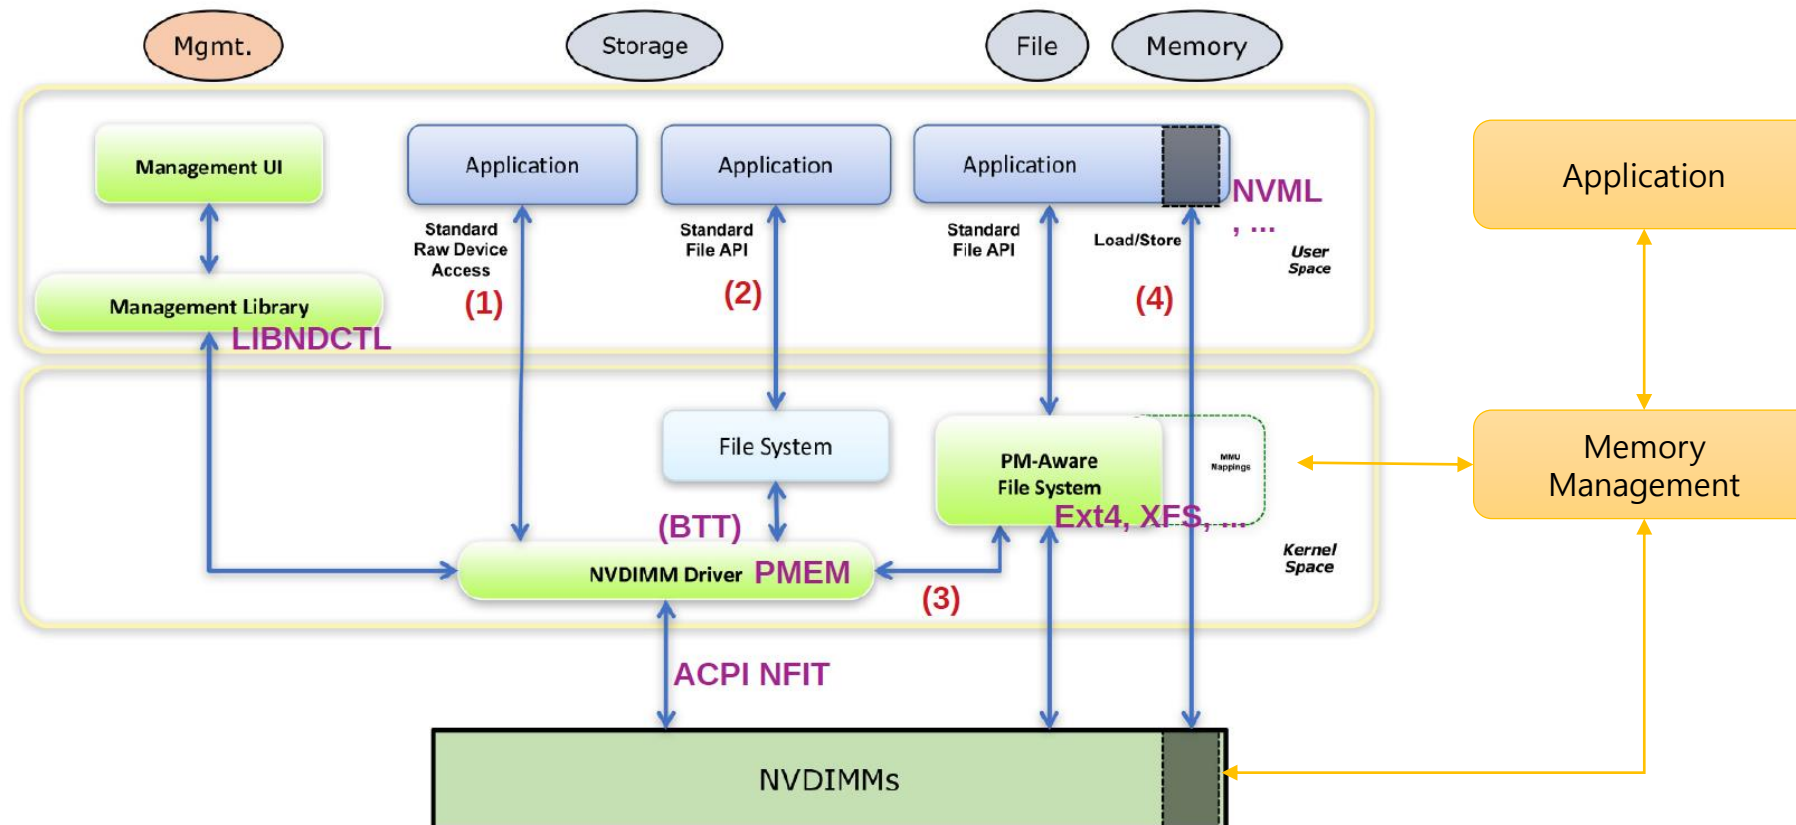 Mgmt.
Storage
File
Memory
Management UI
Application
Application
Application
Application
NVML
, ...
Standard
Raw Device
Access
Standard
File API
Standard
File API
Load/Store
User
Space
(1)
(2)
(4)
Management Library
LIBNDCTL
File System
PM-Aware
File System
MMU
Nappings
Memory
Management
Ext4, XFS, ...
(BTT)
NVDIMM Driver PMEM
(3)
Kernel
Space
ACPI NFIT
NVDIMMs